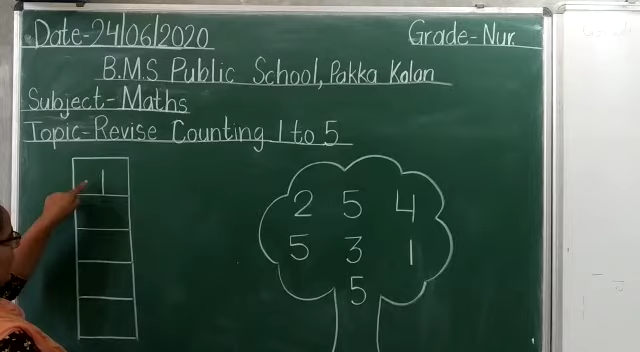 Date-24/06/2020 Grade-Nur.
B.M.S Public School, Pakka Kalan
Subject-Maths
Topic-Revise Counting 1 to 5
1
2 5 4
5 3 1
5